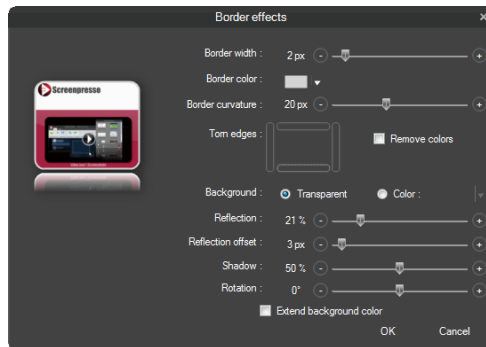 Border effects
Border width : 2 px
Border color :
Border curvature : 20 px
Torn edges : Remove colors
Background : Transparent Color :
Reflection : 21 %
Reflection offset : 3 px
Shadow : 50 %
Rotation : 0°
Extend background color
OK Cancel
Screenpresso